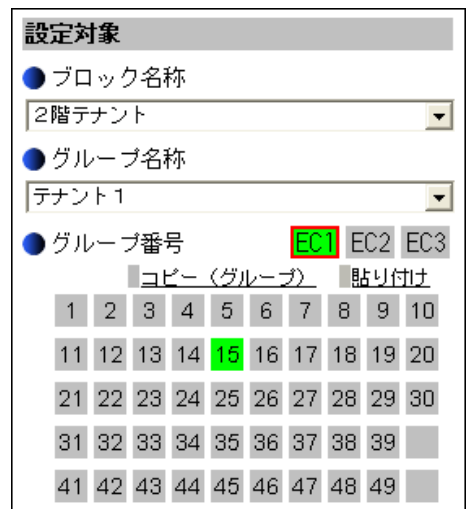 設定対象
ブロック名称
2階テナント
グループ名称
テナント1
グループ番号 EC1 EC2 EC3
コピー(グループ) 貼り付け
1 2 3 4 5 6 7 8 9 10
11 12 13 14 15 16 17 18 19 20
21 22 23 24 25 26 27 28 29 30
31 32 33 34 35 36 37 38 39
41 42 43 44 45 46 47 48 49